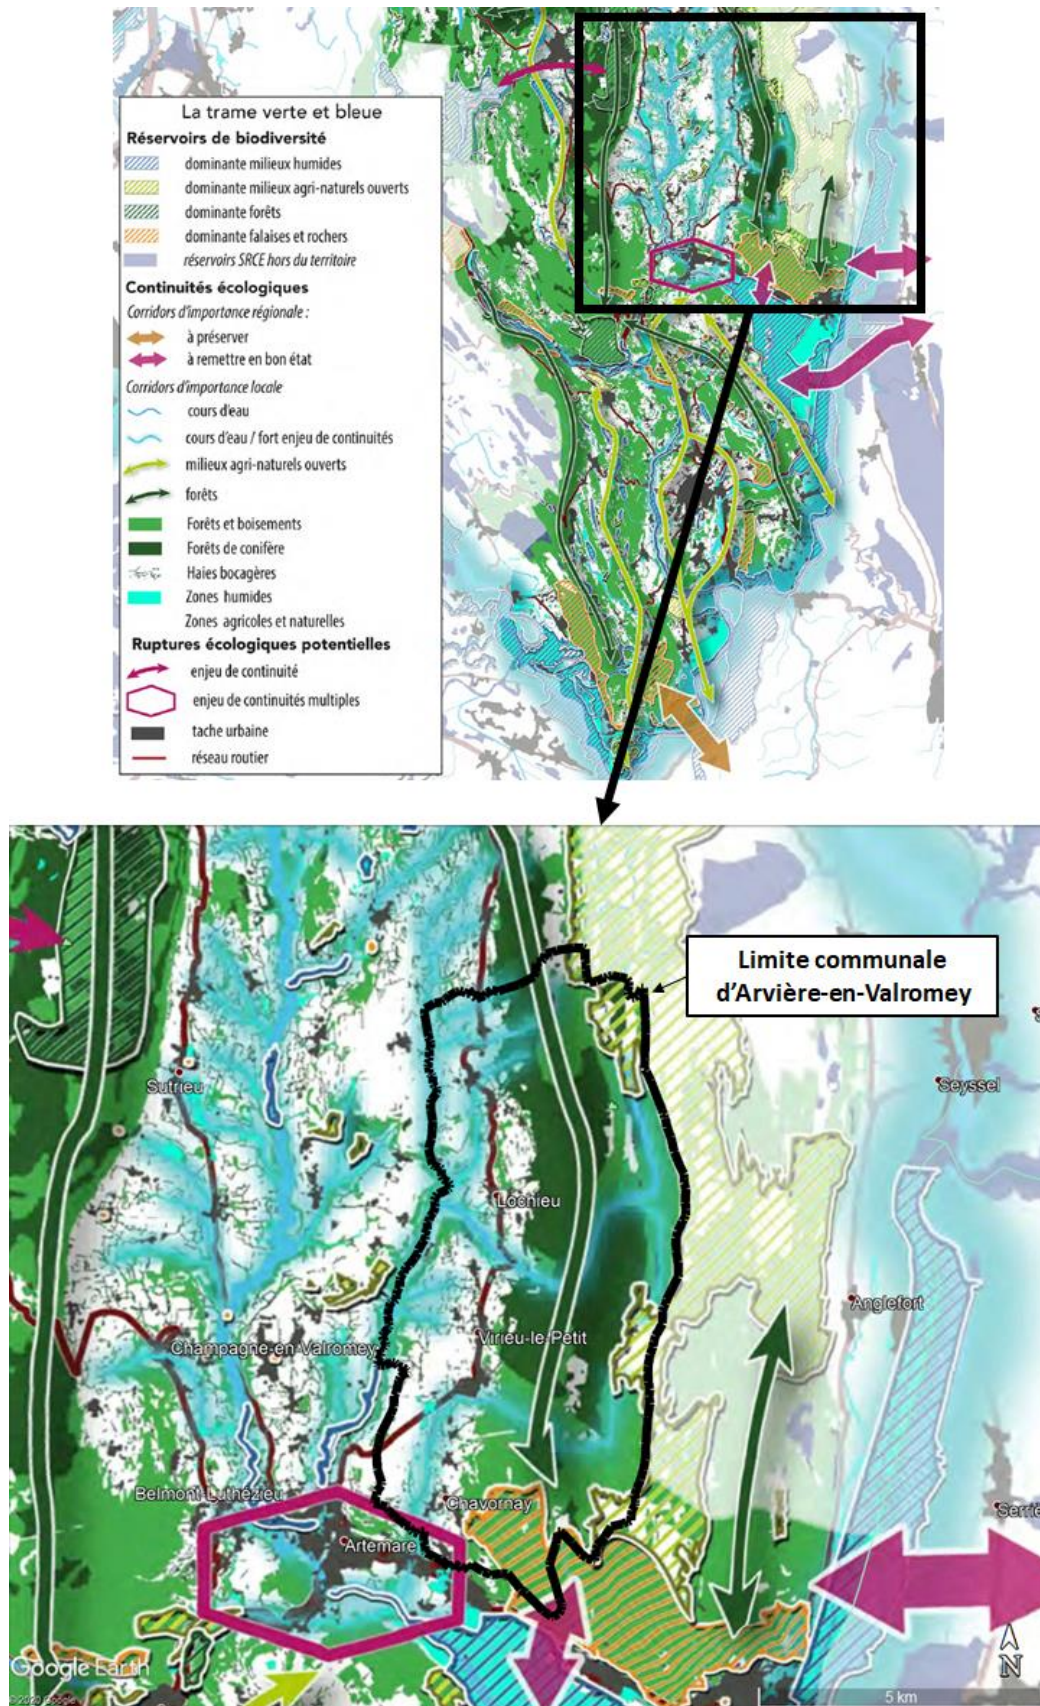 La trame verte et bleue
Réservoirs de biodiversité
dominante milieux humides
dominante milieux agri-naturels ouverts
dominante forêts
dominante falaises et rochers
réservoirs SRCE hors du territoire
Continuités écologiques
Corridors d'importance régionale :
à préserver
à remettre en bon état
Corridors d'importance locale
cours d'eau
cours d'eau / fort enjeu de continuités
milieux agri-naturels ouverts
forêts
Forêts et boisements
Forêts de conifère
Haies bocagères
Zones humides
Zones agricoles et naturelles
Ruptures écologiques potentielles
enjeu de continuité
enjeu de continuités multiples
tache urbaine
réseau routier
Limite communale
d'Arvière-en-Valromey
Sutrieu
Seyssel
Lochieu
Anglefort
Virieu-le-Petit
Champagne-en-Valromey
Belmont-Luthézieu
Chavornay
Serriè
Artemare
Google Earth
N
©2020 Google
5 km